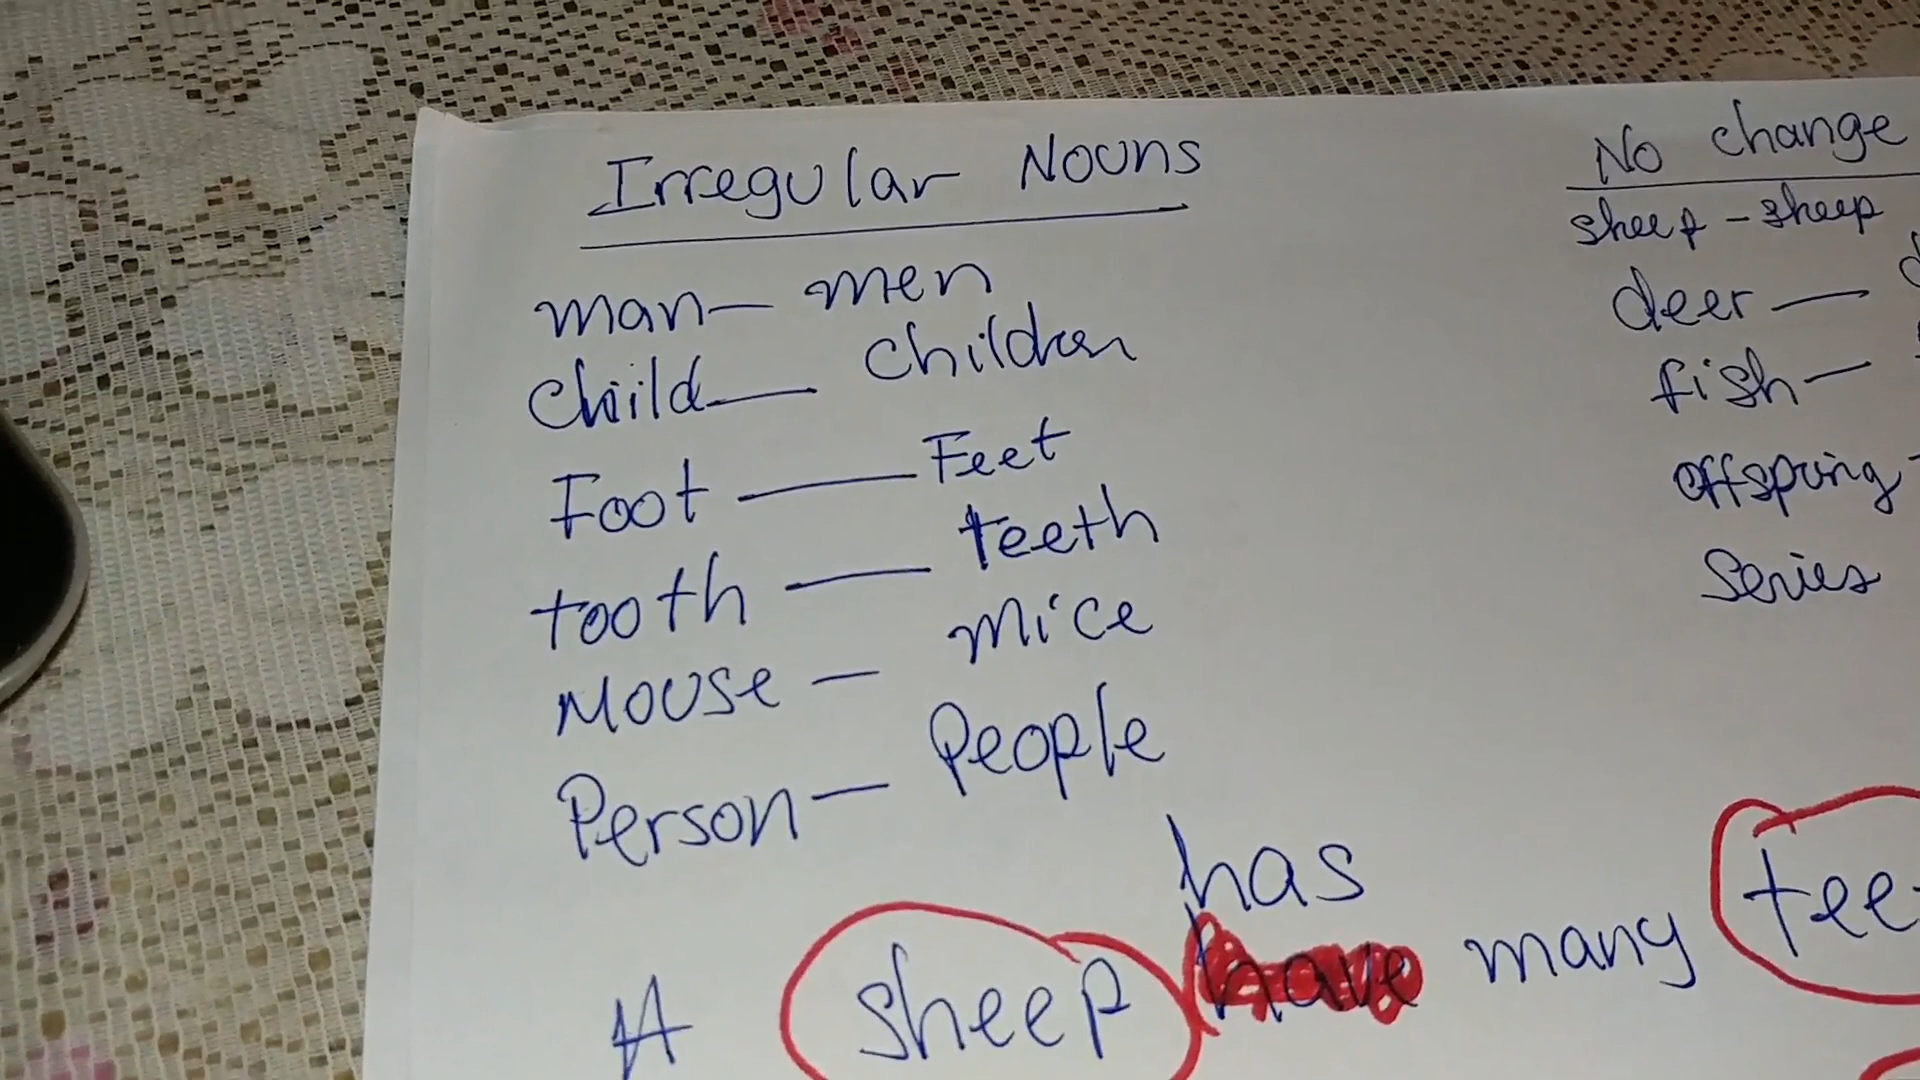 Irregular Nouns
man — men
child — children
Foot — Feet
tooth — teeth
Mouse — mice
Person — People
No change
sheep - sheep
deer —
fish —
offspring -
Series
has
A sheep have many tee